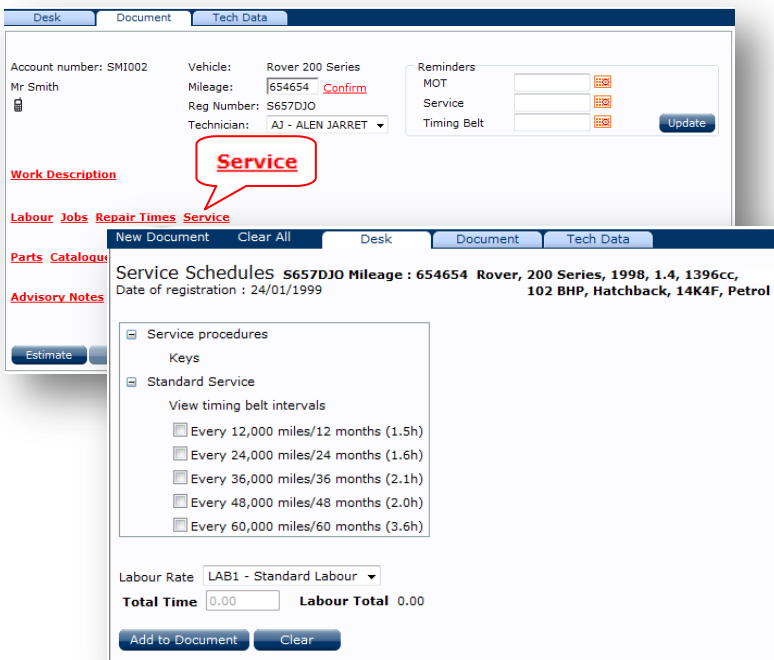 Desk Document Tech Data
Account number: SMI002 Vehicle: Rover 200 Series Reminders
Mr Smith Mileage: 654654 Confirm MOT
Reg Number: S657DJO Service
Technician: AJ - ALEN JARRET Timing Belt Update
Service
Work Description
Labour Jobs Repair Times Service
Parts Catalogue
Advisory Notes
Estimate
New Document Clear All Desk Document Tech Data
Service Schedules S657DJO Mileage : 654654 Rover, 200 Series, 1998, 1.4, 1396cc,
Date of registration : 24/01/1999 102 BHP, Hatchback, 14K4F, Petrol
Service procedures
Keys
Standard Service
View timing belt intervals
Every 12,000 miles/12 months (1.5h)
Every 24,000 miles/24 months (1.6h)
Every 36,000 miles/36 months (2.1h)
Every 48,000 miles/48 months (2.0h)
Every 60,000 miles/60 months (3.6h)
Labour Rate LAB1 - Standard Labour
Total Time 0.00 Labour Total 0.00
Add to Document Clear